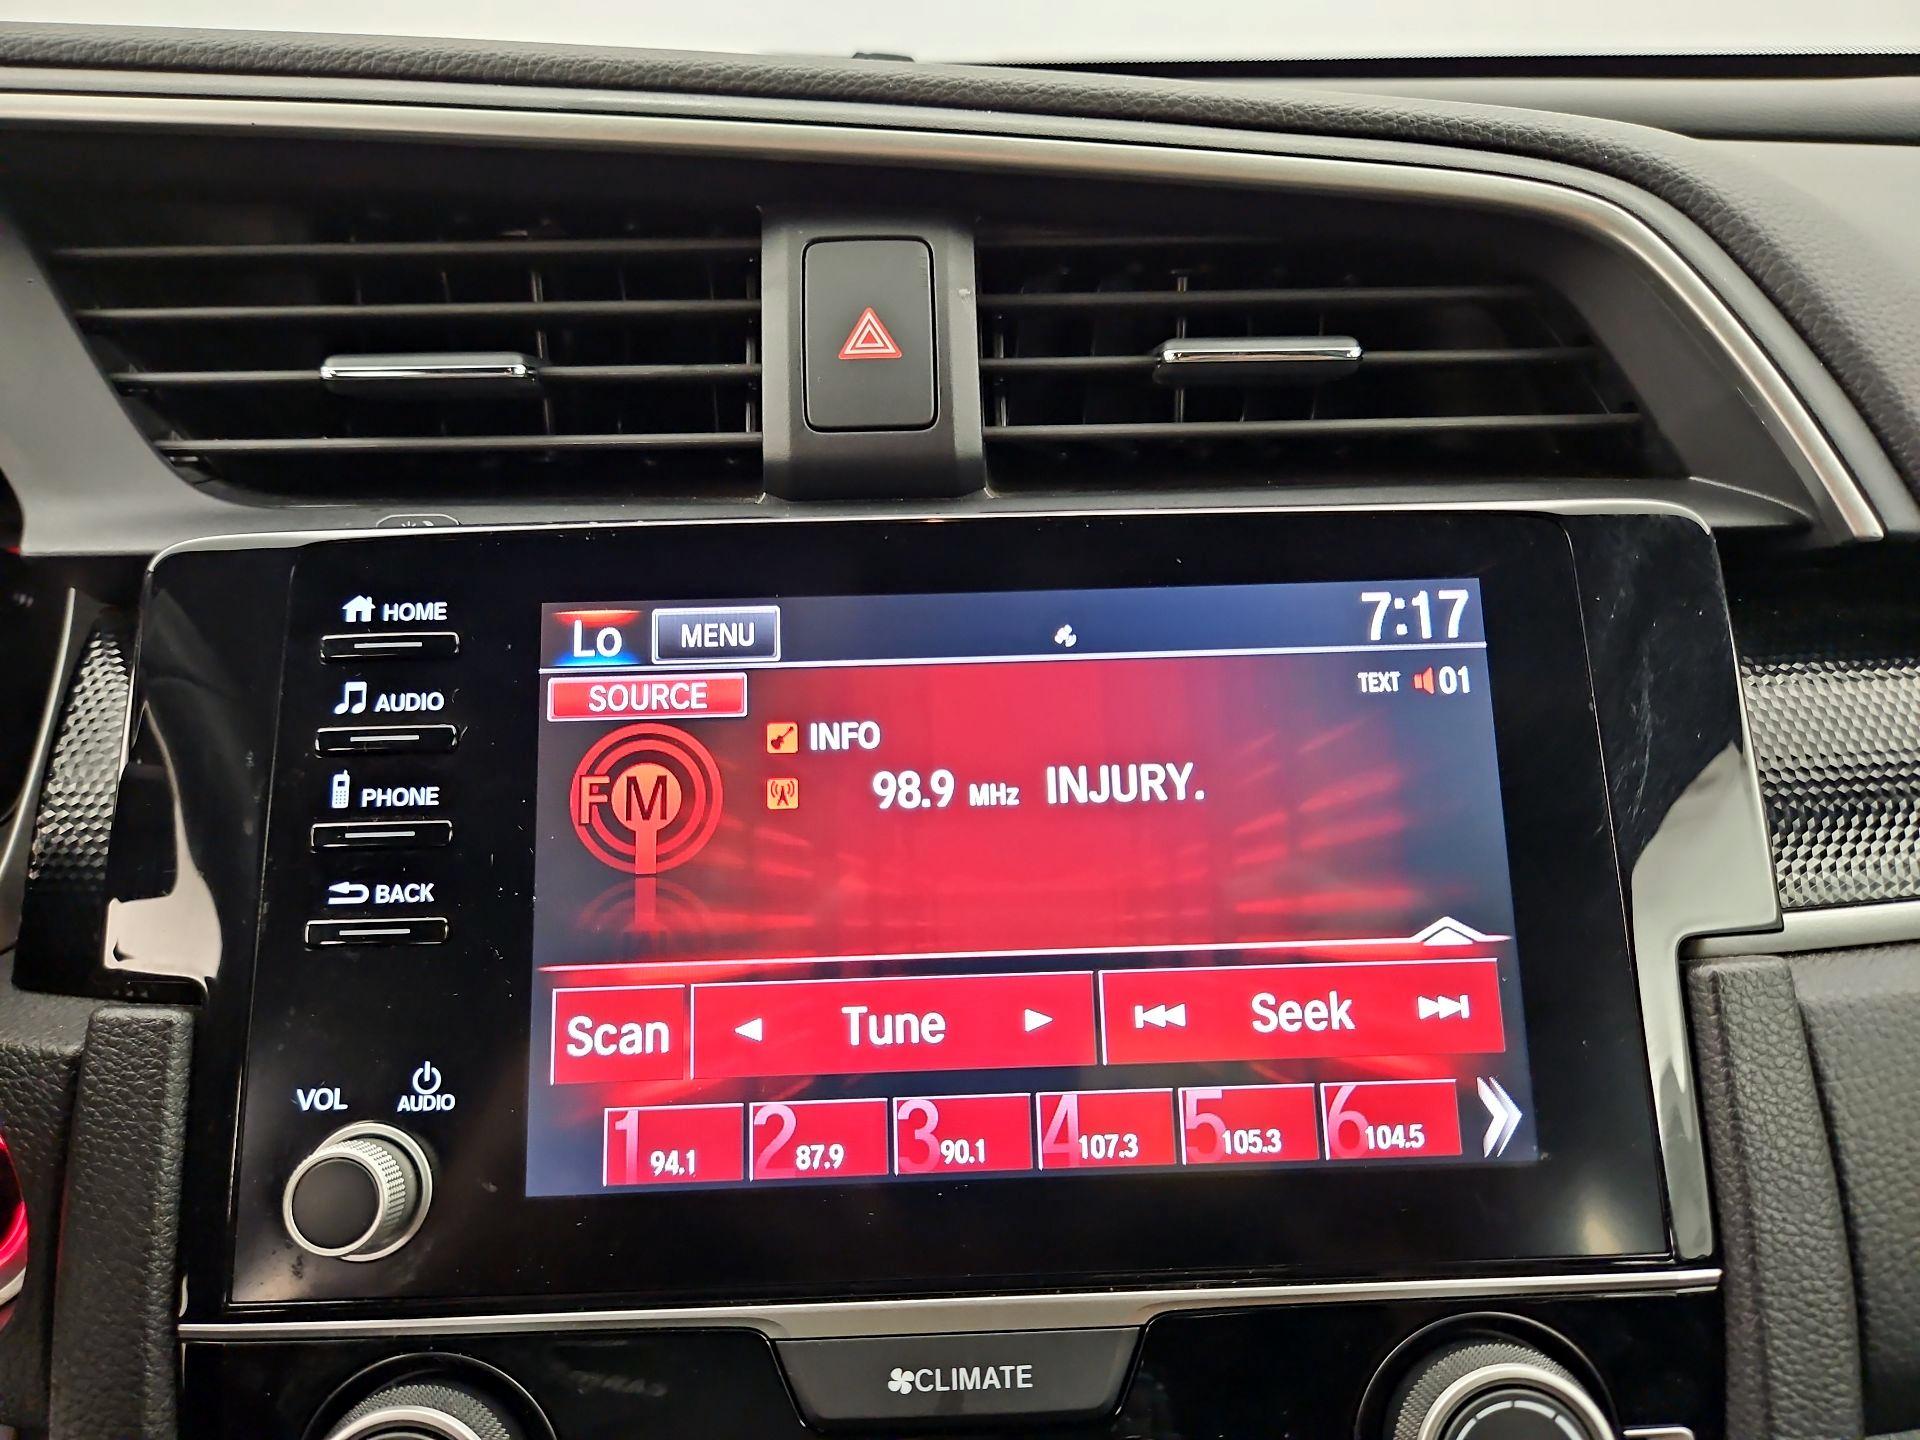 HOME
AUDIO
PHONE
BACK
VOL
AUDIO
Lo MENU 7:17
SOURCE
TEXT 01
FM
INFO
98.9 MHz INJURY.
Scan Tune Seek
1 94.1 2 87.9 3 90.1 4 107.3 5 105.3 6 104.5
CLIMATE